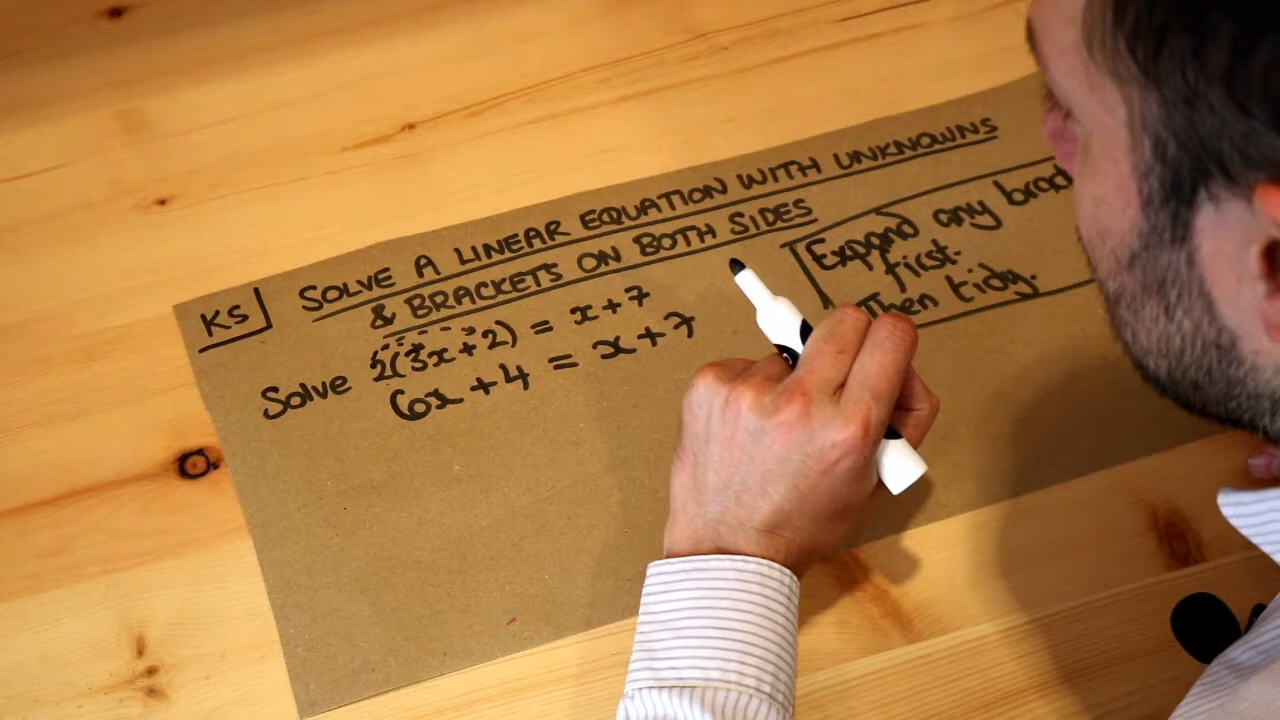 KS
SOLVE A LINEAR EQUATION WITH UNKNOWNS
& BRACKETS ON BOTH SIDES
Expand any
first.
Then tidy.
Solve 2(3x+2) = x+7
6x+4 = x+7